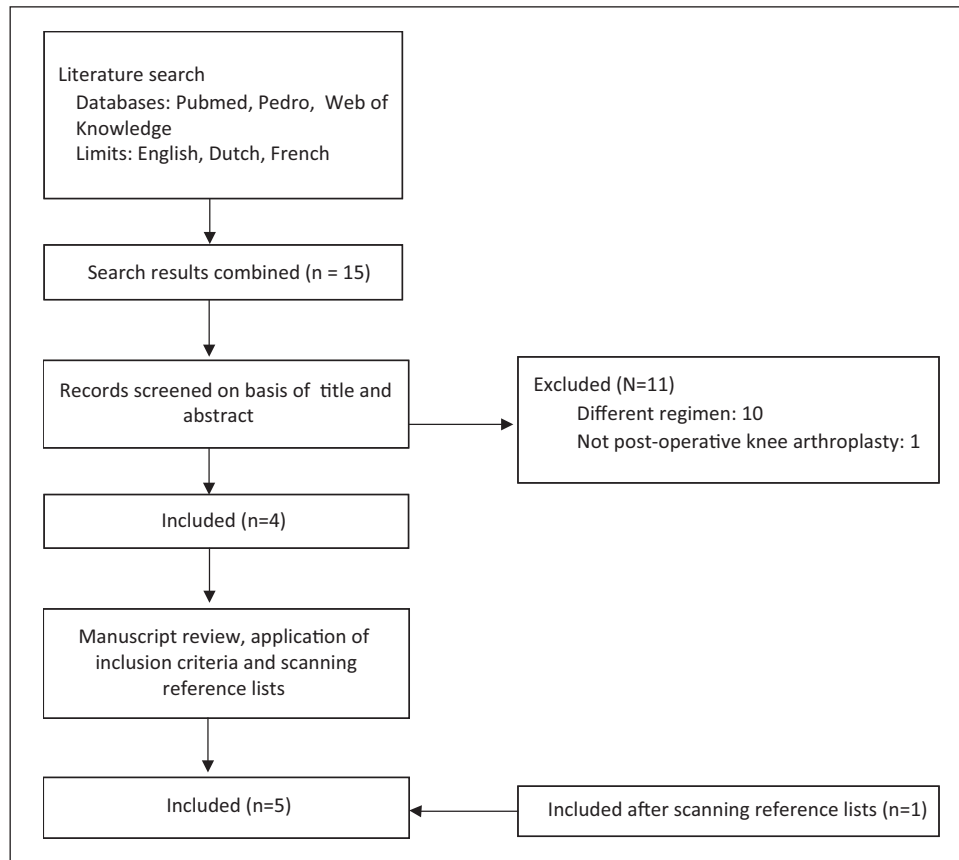 Literature search
Databases: Pubmed, Pedro, Web of
Knowledge
Limits: English, Dutch, French
Search results combined (n = 15)
Records screened on basis of title and
abstract
Excluded (N=11)
Different regimen: 10
Not post-operative knee arthroplasty: 1
Included (n=4)
Manuscript review, application of
inclusion criteria and scanning
reference lists
Included (n=5)
Included after scanning reference lists (n=1)